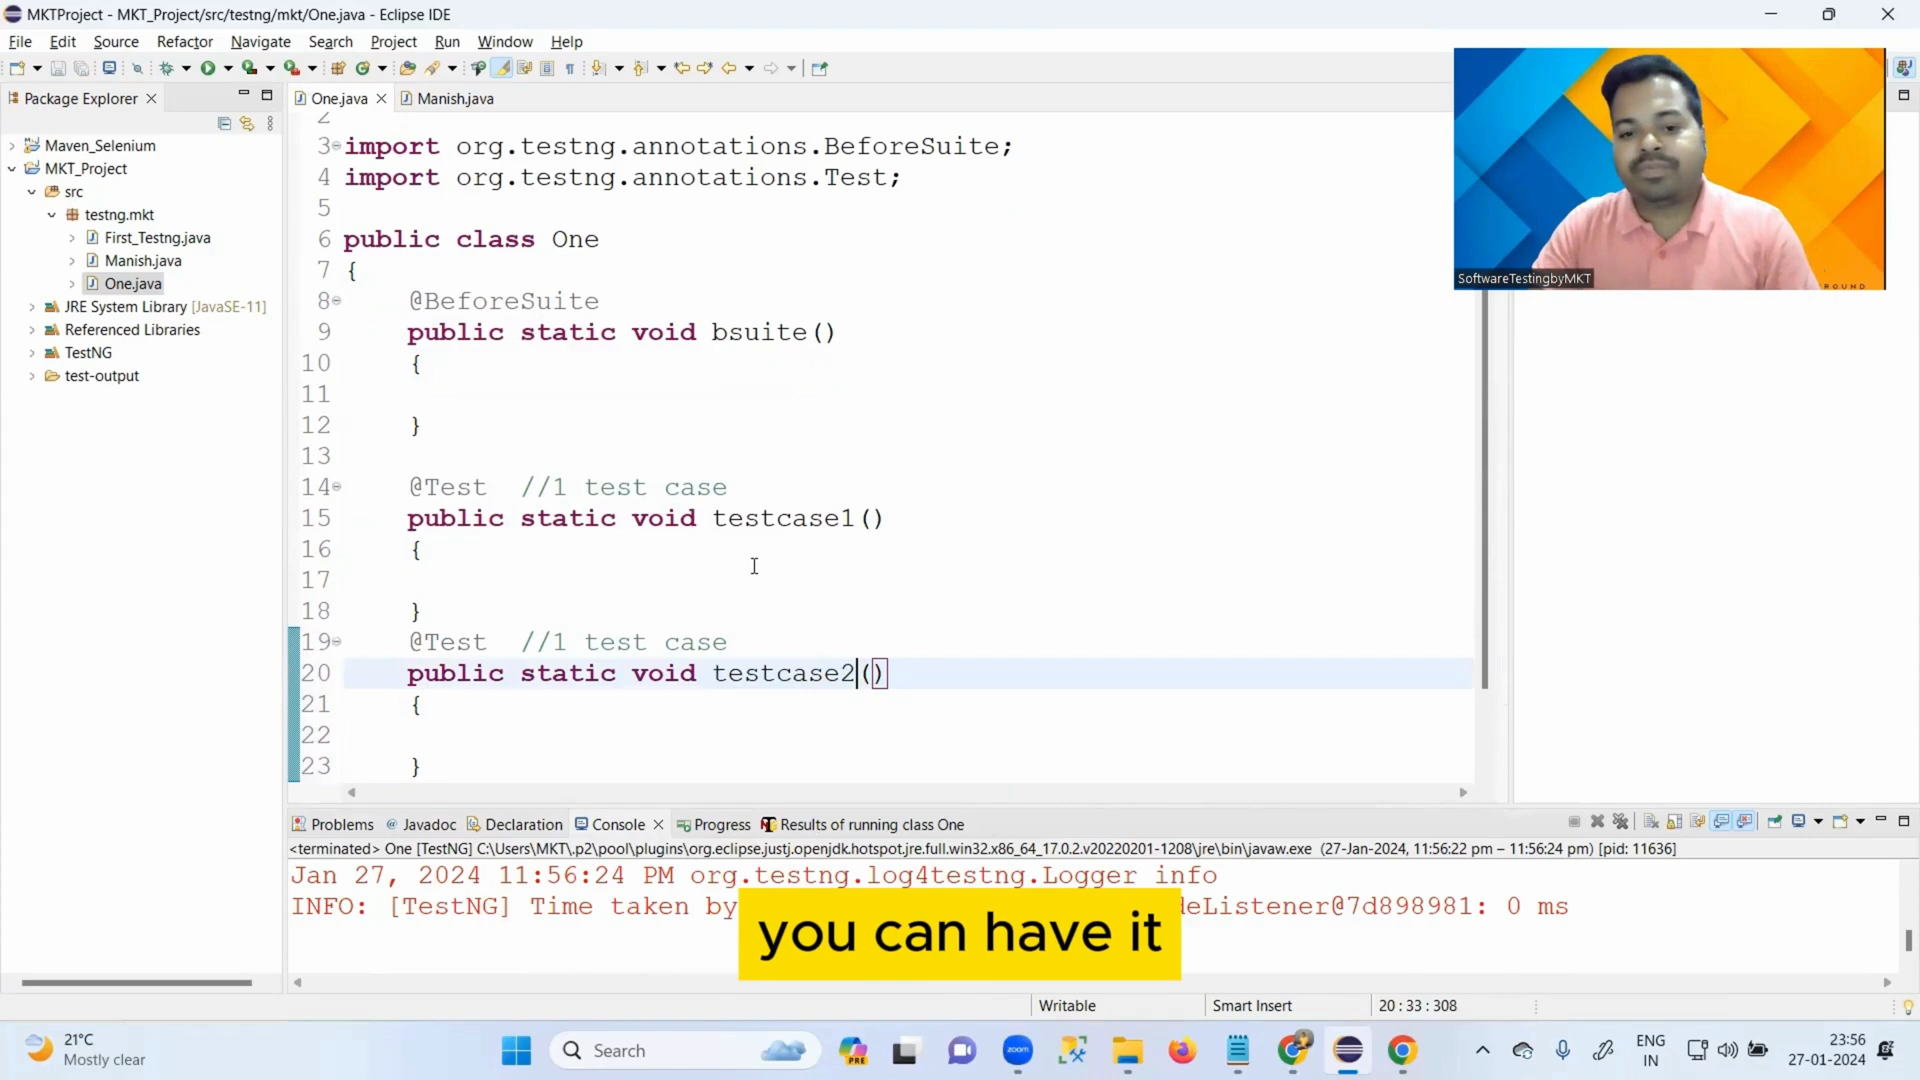 MKTProject - MKT_Project/src/testng/mkt/One.java - Eclipse IDE
File Edit Source Refactor Navigate Search Project Run Window Help
Package Explorer
One.java
Manish.java
Maven_Selenium
MKT_Project
src
testng.mkt
First_Testng.java
Manish.java
One.java
JRE System Library [JavaSE-11]
Referenced Libraries
TestNG
test-output
2
3 import org.testng.annotations.BeforeSuite;
4 import org.testng.annotations.Test;
5
6 public class One
7 {
8 @BeforeSuite
9 public static void bsuite()
10 {
11
12 }
13
14 @Test //1 test case
15 public static void testcase1()
16 {
17
18 }
19 @Test //1 test case
20 public static void testcase2()
21 {
22
23 }
SoftwareTestingbyMKT
ROUND
Problems Javadoc Declaration Console Progress Results of running class One
<terminated> One [TestNG] C:\Users\MKT\.p2\pool\plugins\org.eclipse.justj.openjdk.hotspot.jre.full.win32.x86_64_17.0.2.v20220201-1208\jre\bin\javaw.exe (27-Jan-2024, 11:56:22 pm – 11:56:24 pm) [pid: 11636]
Jan 27, 2024 11:56:24 PM org.testng.log4testng.Logger info
INFO: [TestNG] Time taken by deListener@7d898981: 0 ms
you can have it
Writable Smart Insert 20 : 33 : 308
21°C
Mostly clear
Search
PRE
zoom
ENG
IN
23:56
27-01-2024